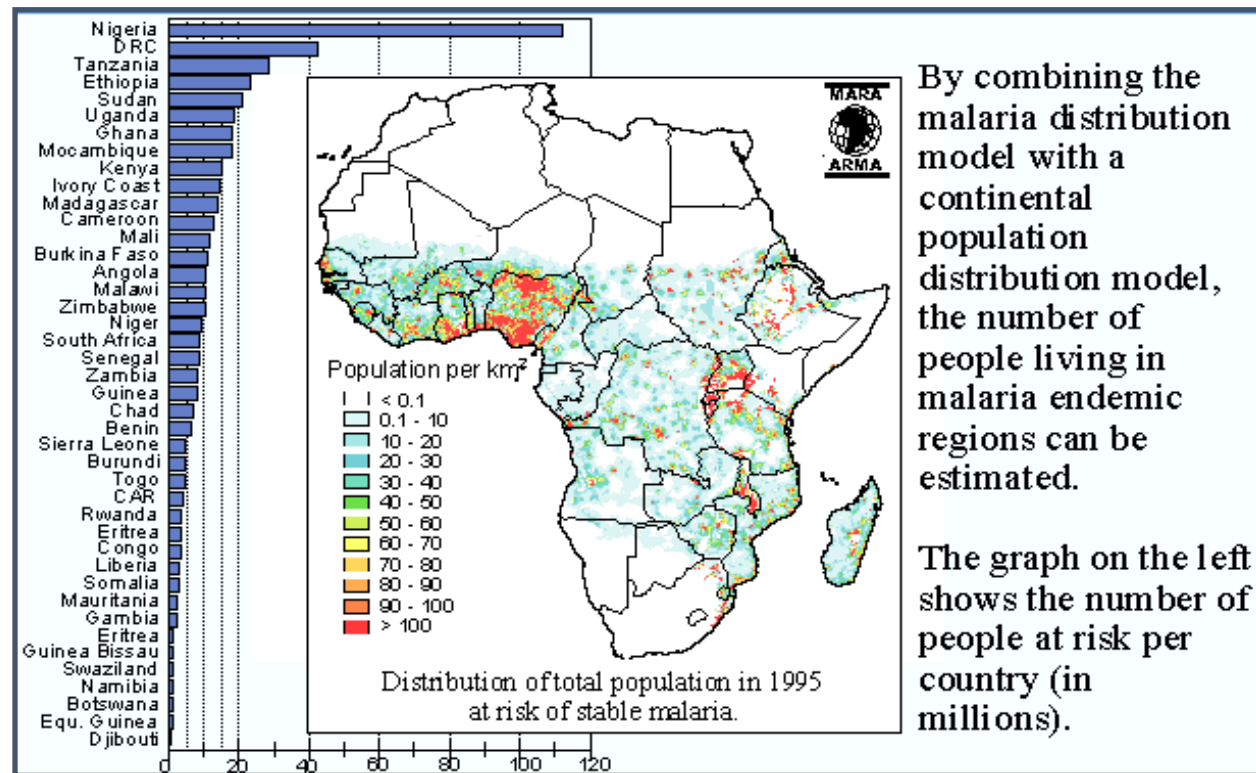 Nigeria
DRC
Tanzania
Ethiopia
Sudan
Uganda
Ghana
Mocambique
Kenya
Ivory Coast
Madagascar
Cameroon
Mali
Burkina Faso
Angola
Malawi
Zimbabwe
Niger
South Africa
Senegal
Zambia
Guinea
Chad
Benin
Sierra Leone
Burundi
Togo
CAR
Rwanda
Eritrea
Congo
Liberia
Somalia
Mauritania
Gambia
Eritrea
Guinea Bissau
Swaziland
Namibia
Botswana
Equ. Guinea
Djibouti
0 20 40 60 80 100 120
MARA
ARMA
Population per km²
< 0.1
0.1 - 10
10 - 20
20 - 30
30 - 40
40 - 50
50 - 60
60 - 70
70 - 80
80 - 90
90 - 100
> 100
Distribution of total population in 1995
at risk of stable malaria.
By combining the
malaria distribution
model with a
continental
population
distribution model,
the number of
people living in
malaria endemic
regions can be
estimated.
The graph on the left
shows the number of
people at risk per
country (in
millions).